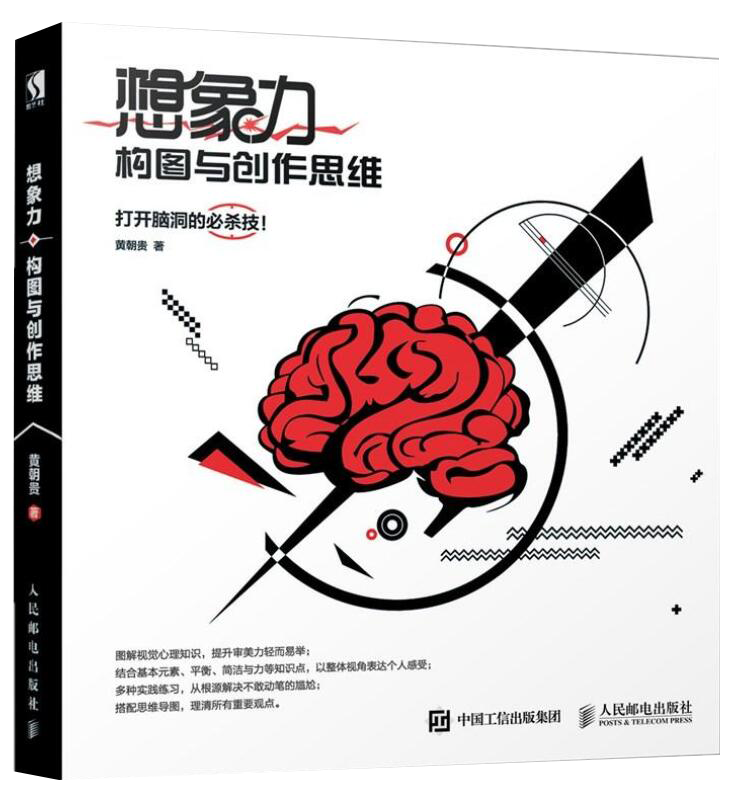 想象力
构图与创作思维
打开脑洞的必杀技!
黄朝贵 著
图解视觉心理知识,提升审美力轻而易举;
结合基本元素、平衡、简洁与力等知识点,以整体视角表达个人感受;
多种实践练习,从根源解决不敢动笔的尴尬;
搭配思维导图,理清所有重要观点。
中国工信出版集团
人民邮电出版社
POSTS & TELECOM PRESS
想象力 构图与创作思维
黄朝贵 著
人民邮电出版社